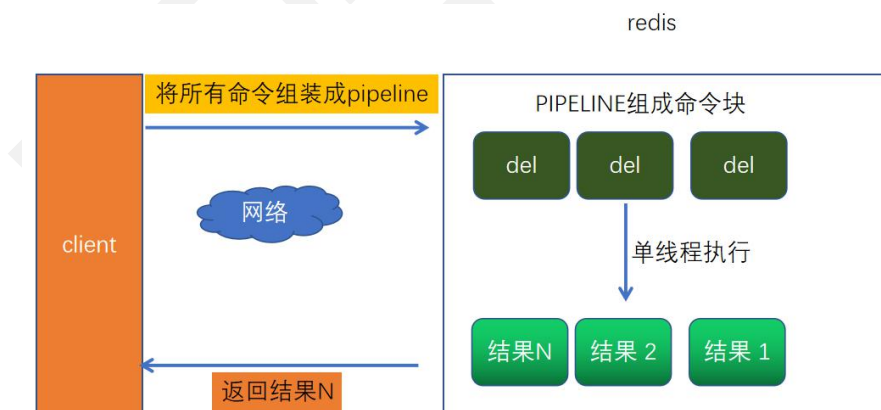 redis
将所有命令组装成pipeline
PIPELINE组成命令块
del
del
del
网络
client
单线程执行
结果N
结果 2
结果 1
返回结果N